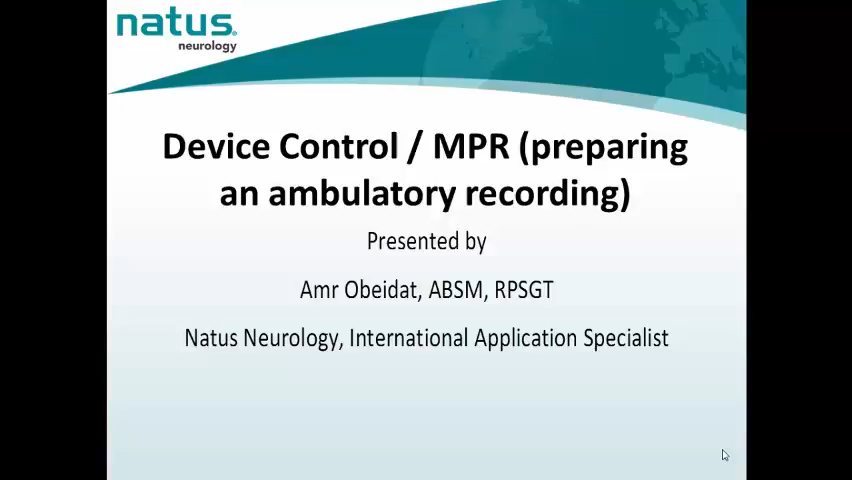 natus
neurology
Device Control / MPR (preparing
an ambulatory recording)
Presented by
Amr Obeidat, ABSM, RPSGT
Natus Neurology, International Application Specialist